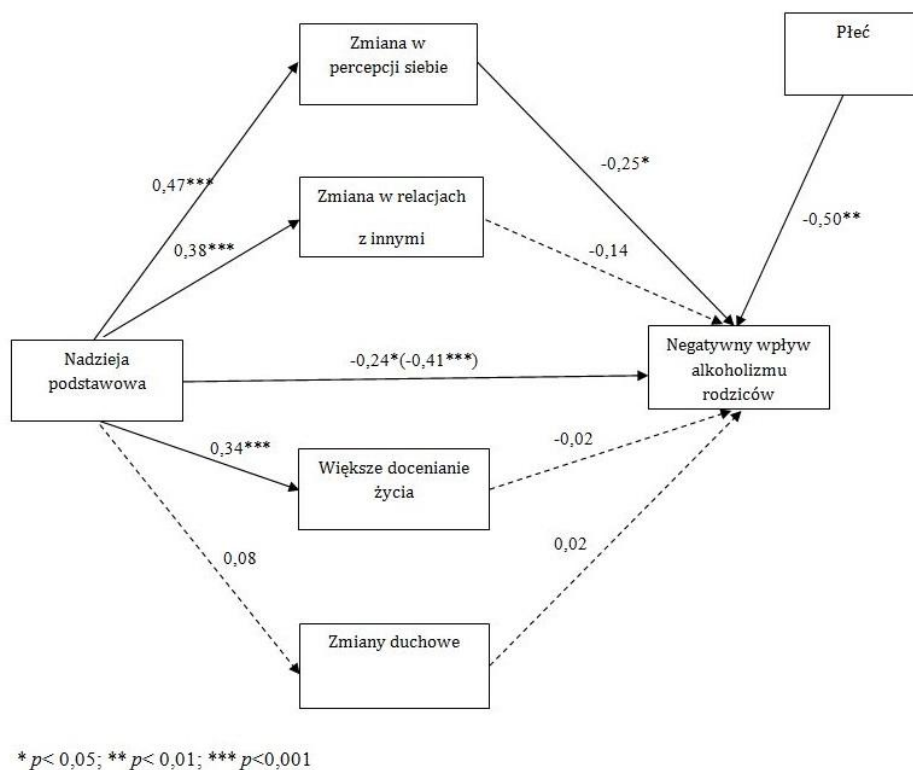 Zmiana w
percepcji siebie
Płeć
-0,25*
0,47***
Zmiana w relacjach
z innymi
-0,50**
0,38***
-0,14
Nadzieja
podstawowa
-0,24*(-0,41***)
Negatywny wpływ
alkoholizmu
rodziców
0,34***
Większe docenianie
życia
-0,02
0,08
0,02
Zmiany duchowe
* p< 0,05; ** p< 0,01; *** p<0,001